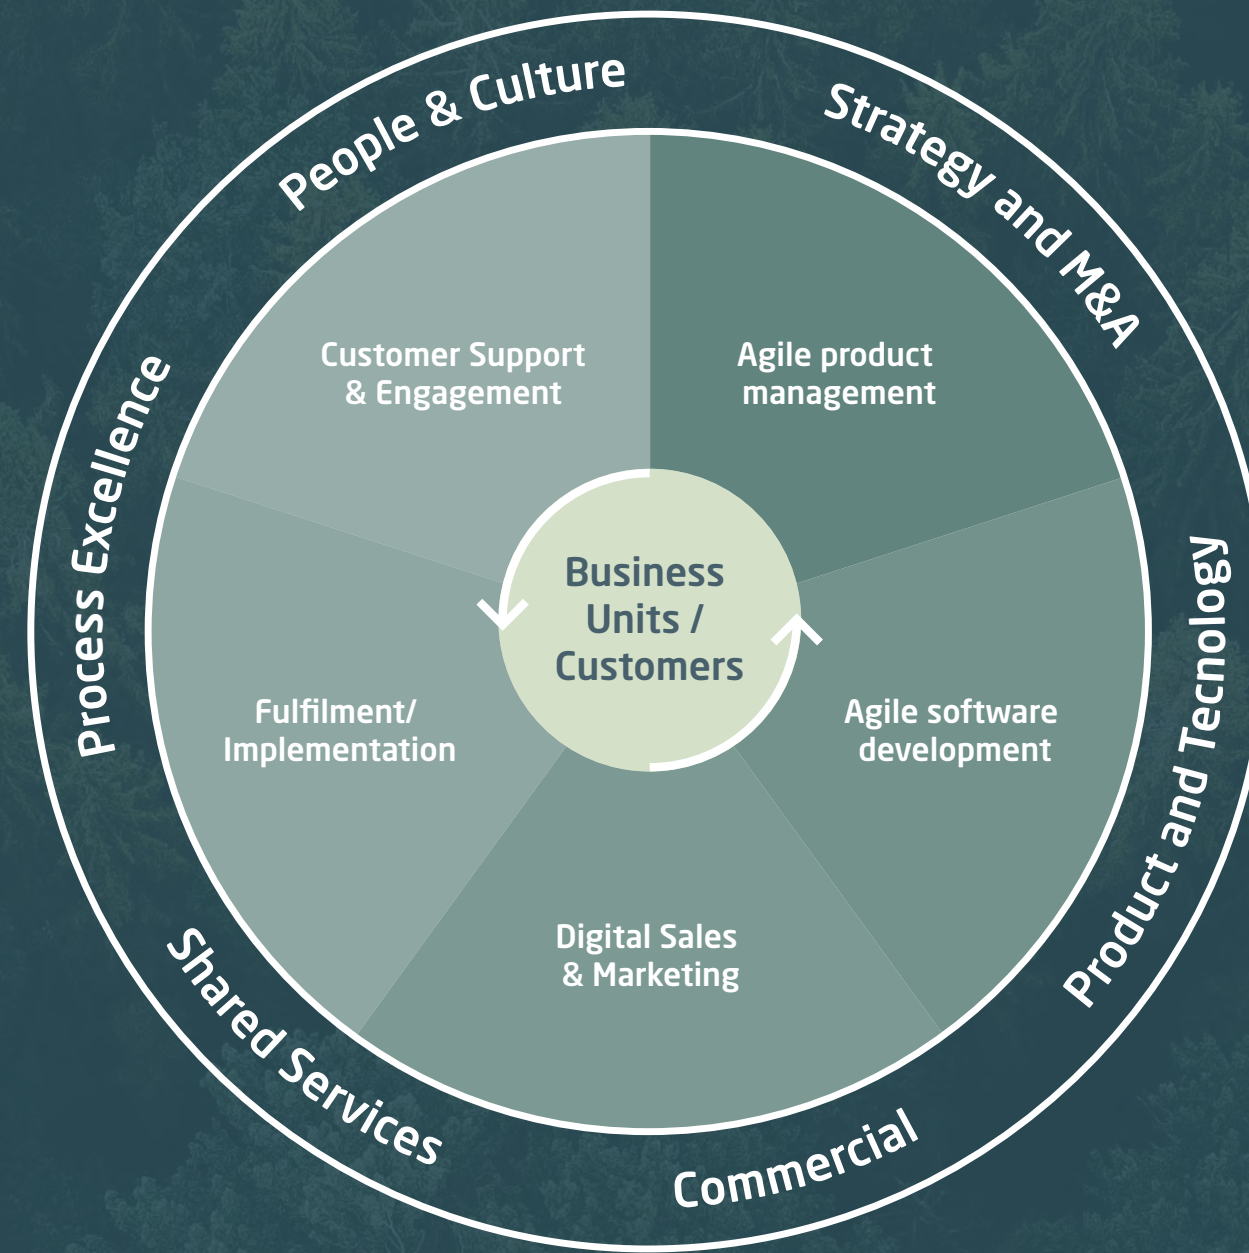 People & Culture
Strategy and M&A
Product and Tecnology
Commercial
Shared Services
Process Excellence
Customer Support
& Engagement
Agile product
management
Agile software
development
Digital Sales
& Marketing
Fulfilment/
Implementation
Business
Units /
Customers